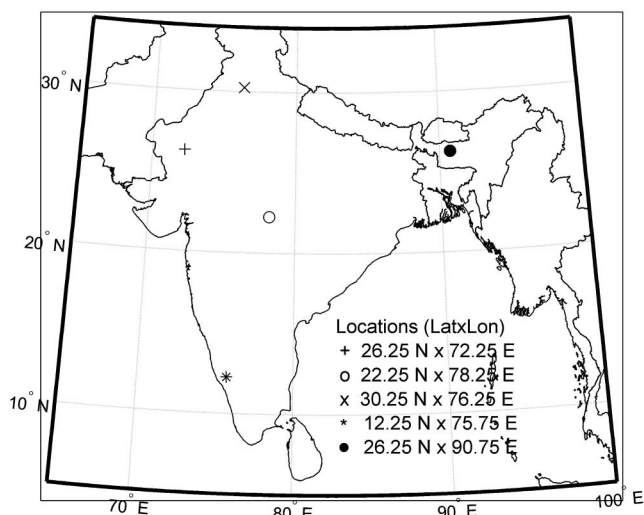 30° N
20° N
10° N
Locations (LatxLon)
+ 26.25 N x 72.25 E
o 22.25 N x 78.25 E
x 30.25 N x 76.25 E
* 12.25 N x 75.75 E
● 26.25 N x 90.75 E
70° E
80° E
90° E
100° E